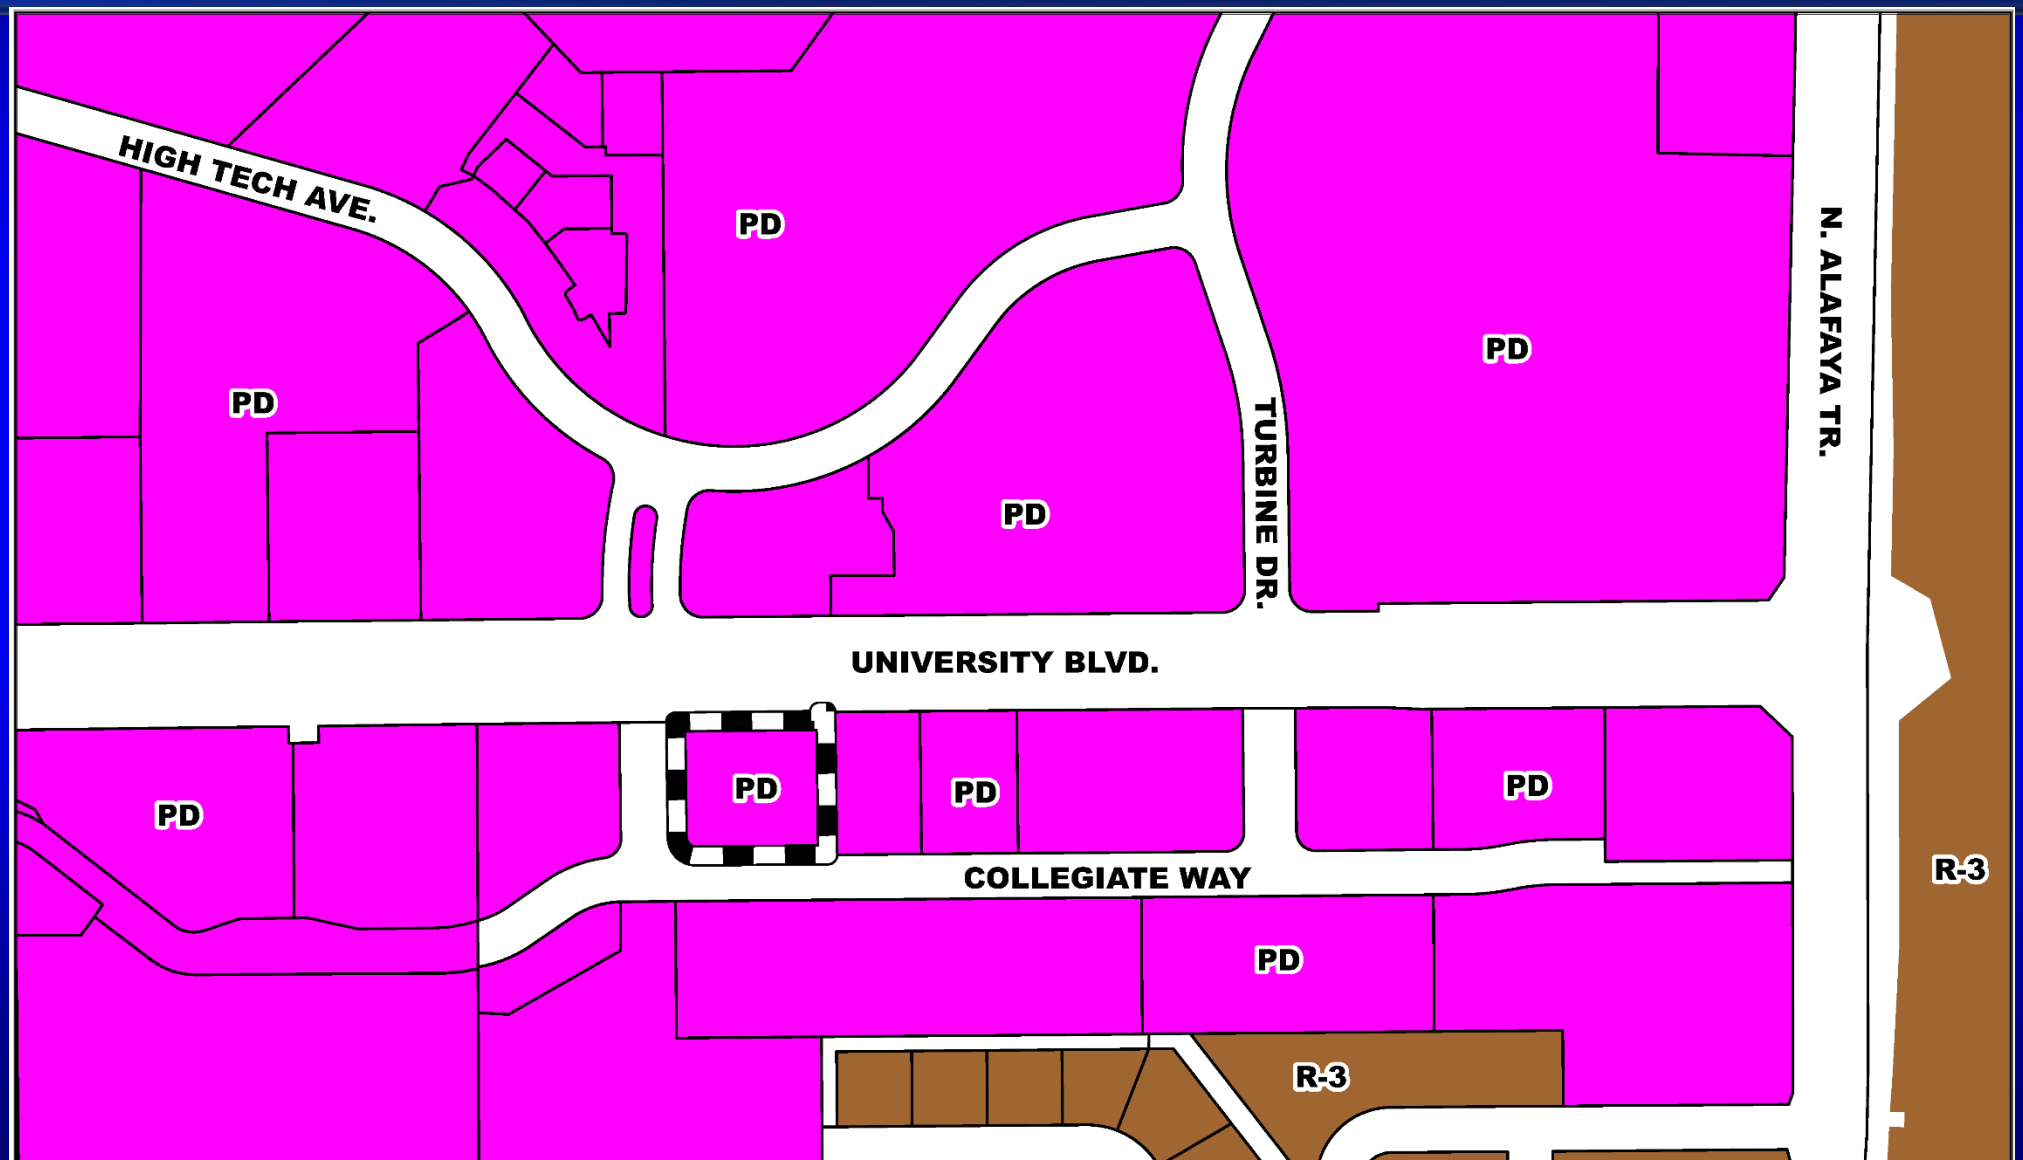 HIGH TECH AVE.
PD
N. ALAFAYA TR.
PD
PD
TURBINE DR.
PD
UNIVERSITY BLVD.
PD
PD
PD
PD
COLLEGIATE WAY
R-3
PD
R-3